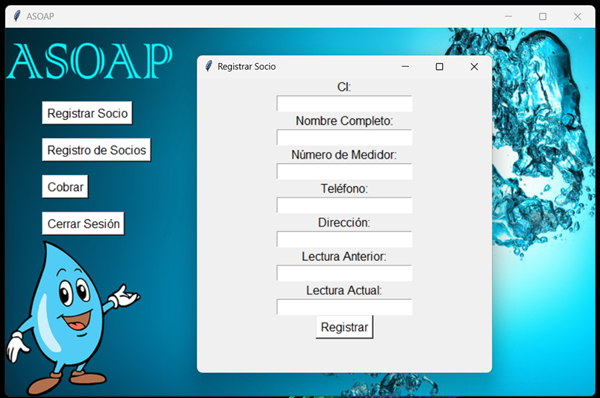 ASOAP
ASOAP
Registrar Socio
Registro de Socios
Cobrar
Cerrar Sesión
Registrar Socio
CI:
Nombre Completo:
Número de Medidor:
Teléfono:
Dirección:
Lectura Anterior:
Lectura Actual:
Registrar